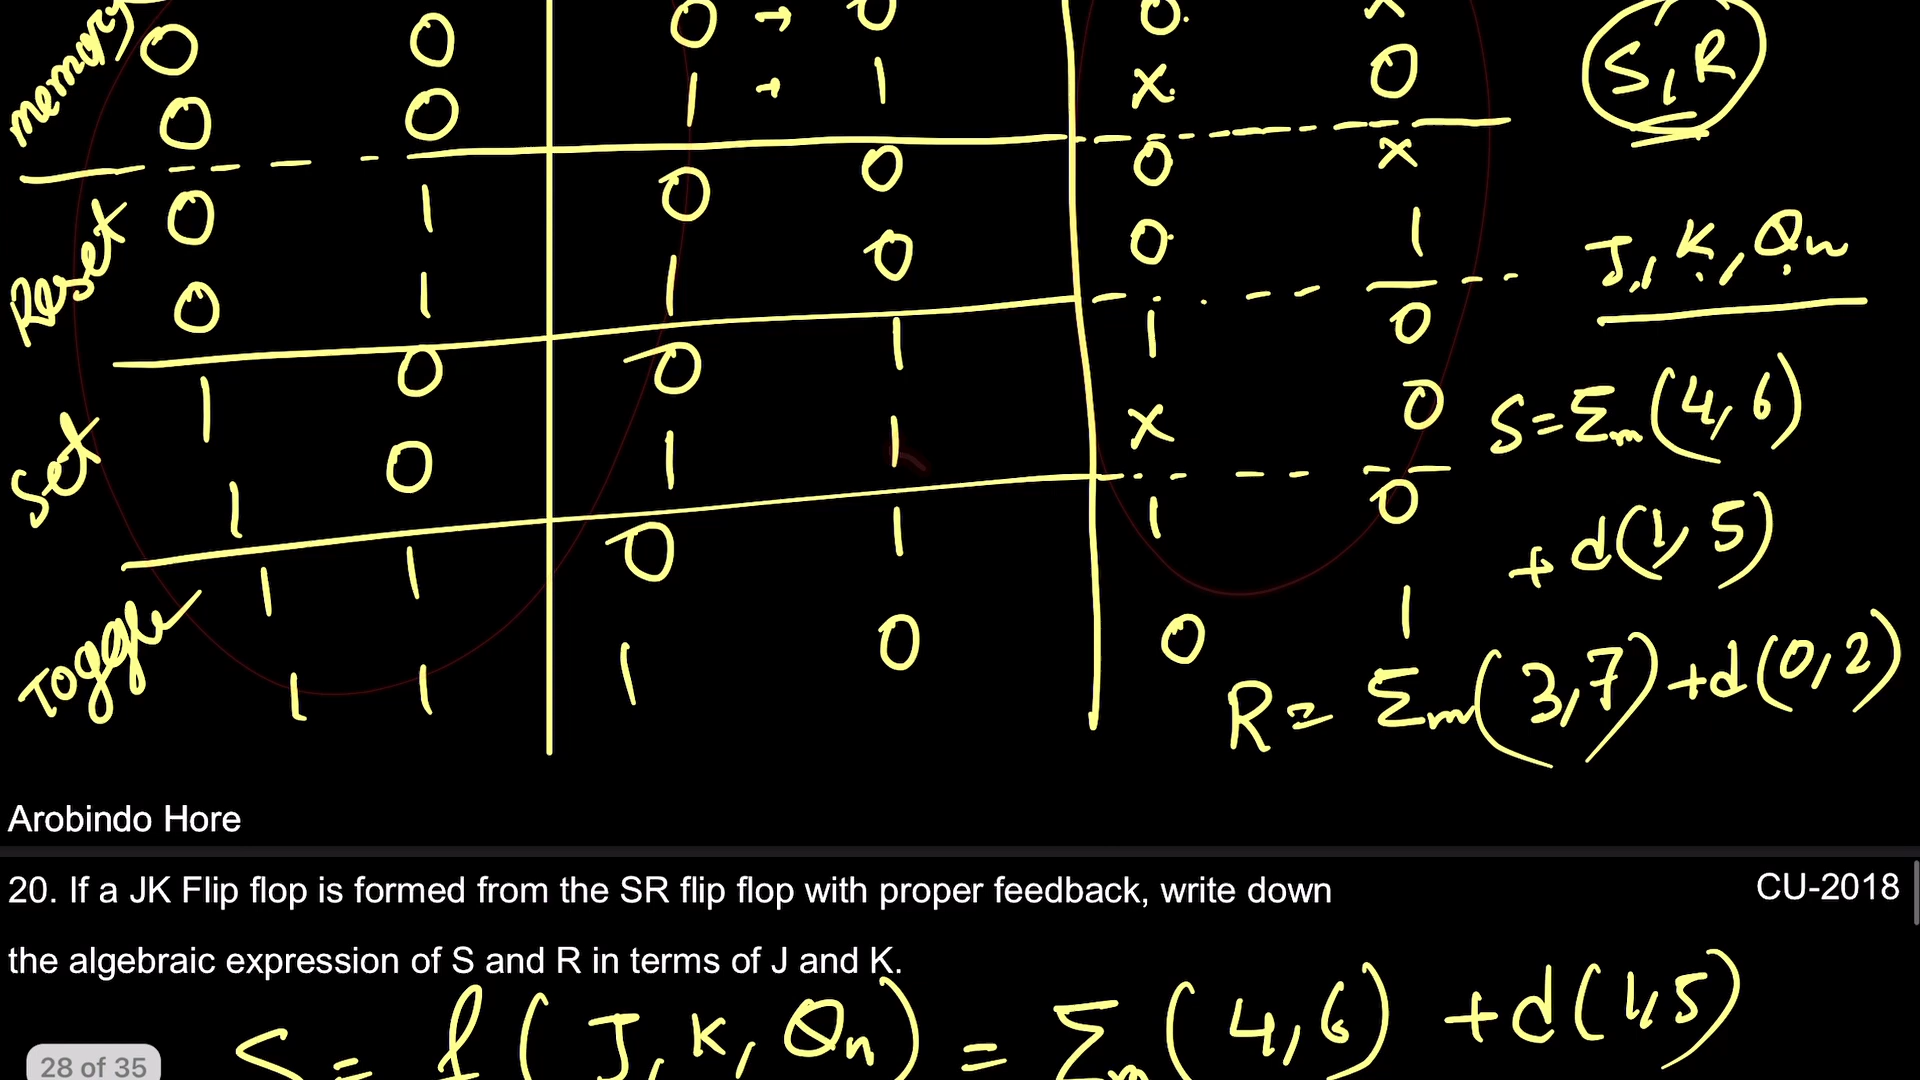 memory 0 0 0 → 0 0 x
0 0 1 → 1 x 0
S, R
Reset 0 1 0 0 0 x
0 1 1 0 0 1
J, K, Qn
Set 1 0 0 1 1 0
1 0 1 1 x 0
S = Σm (4, 6)
+ d(1, 5)
Toggle 1 1 0 1 1 0
1 1 1 0 0 1
R = Σm (3, 7) + d(0, 2)
Arobindo Hore
20. If a JK Flip flop is formed from the SR flip flop with proper feedback, write down
CU-2018
the algebraic expression of S and R in terms of J and K.
S = f (J, K, Qn) = Σm (4, 6) + d(1, 5)
28 of 35